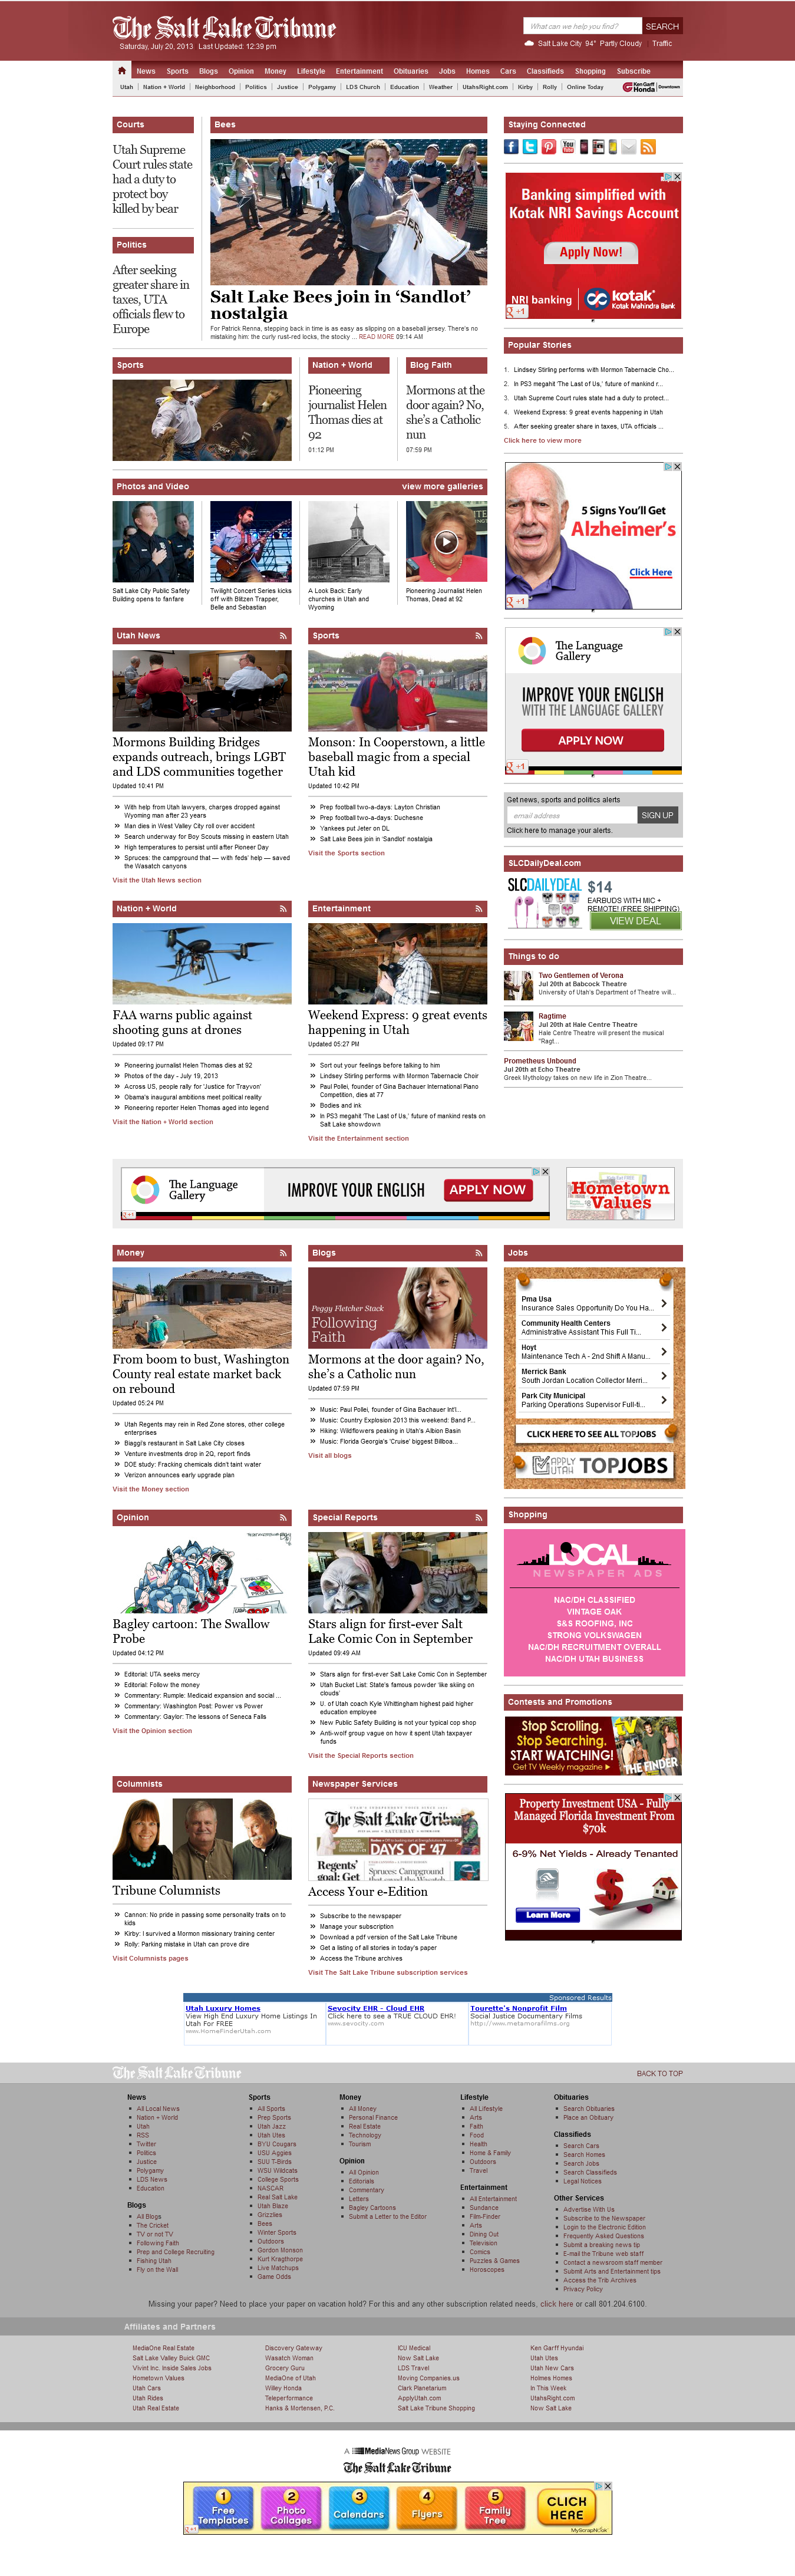 The Salt Lake Tribune
Saturday, July 20, 2013 Last Updated: 12:39 pm
What can we help you find?
SEARCH
Salt Lake City 94° Partly Cloudy Traffic
News Sports Blogs Opinion Money Lifestyle Entertainment Obituaries Jobs Homes Cars Classifieds Shopping Subscribe
Utah Nation + World Neighborhood Politics Justice Polygamy LDS Church Education Weather UtahsRight.com Kirby Rolly Online Today
Ken Garff Honda Downtown
Courts
Utah Supreme
Court rules state
had a duty to
protect boy
killed by bear
Politics
After seeking
greater share in
taxes, UTA
officials flew to
Europe
Bees
Salt Lake Bees join in ‘Sandlot’
nostalgia
For Patrick Renna, stepping back in time is as easy as slipping on a baseball jersey. There's no
mistaking him: the curly rust-red locks, the stocky ... READ MORE 09:14 AM
Sports
Nation + World
Pioneering
journalist Helen
Thomas dies at
92
01:12 PM
Blog Faith
Mormons at the
door again? No,
she’s a Catholic
nun
07:59 PM
Photos and Video
view more galleries
Salt Lake City Public Safety
Building opens to fanfare
Twilight Concert Series kicks
off with Blitzen Trapper,
Belle and Sebastian
A Look Back: Early
churches in Utah and
Wyoming
Pioneering Journalist Helen
Thomas, Dead at 92
Utah News
Mormons Building Bridges
expands outreach, brings LGBT
and LDS communities together
Updated 10:41 PM
With help from Utah lawyers, charges dropped against
Wyoming man after 23 years
Man dies in West Valley City roll over accident
Search underway for Boy Scouts missing in eastern Utah
High temperatures to persist until after Pioneer Day
Spruces: the campground that — with feds' help — saved
the Wasatch canyons
Visit the Utah News section
Sports
Monson: In Cooperstown, a little
baseball magic from a special
Utah kid
Updated 10:42 PM
Prep football two-a-days: Layton Christian
Prep football two-a-days: Duchesne
Yankees put Jeter on DL
Salt Lake Bees join in ‘Sandlot’ nostalgia
Visit the Sports section
Nation + World
FAA warns public against
shooting guns at drones
Updated 09:17 PM
Pioneering journalist Helen Thomas dies at 92
Photos of the day - July 19, 2013
Across US, people rally for 'Justice for Trayvon'
Obama's inaugural ambitions meet political reality
Pioneering reporter Helen Thomas aged into legend
Visit the Nation + World section
Entertainment
Weekend Express: 9 great events
happening in Utah
Updated 05:27 PM
Sort out your feelings before talking to him
Lindsey Stirling performs with Mormon Tabernacle Choir
Paul Pollei, founder of Gina Bachauer International Piano
Competition, dies at 77
Bodies and ink
In PS3 megahit ‘The Last of Us,’ future of mankind rests on
Salt Lake showdown
Visit the Entertainment section
Staying Connected
Banking simplified with
Kotak NRI Savings Account
Apply Now!
NRI banking
kotak
Kotak Mahindra Bank
Popular Stories
1. Lindsey Stirling performs with Mormon Tabernacle Cho...
2. In PS3 megahit ‘The Last of Us,’ future of mankind r...
3. Utah Supreme Court rules state had a duty to protect...
4. Weekend Express: 9 great events happening in Utah
5. After seeking greater share in taxes, UTA officials ...
Click here to view more
5 Signs You'll Get
Alzheimer's
Click Here
The Language
Gallery
IMPROVE YOUR ENGLISH
WITH THE LANGUAGE GALLERY
APPLY NOW
Get news, sports and politics alerts
email address
SIGN UP
Click here to manage your alerts.
SLCDailyDeal.com
SLCDAILYDEAL
$14
EARBUDS WITH MIC +
REMOTE! (FREE SHIPPING)
VIEW DEAL
Things to do
Two Gentlemen of Verona
Jul 20th at Babcock Theatre
University of Utah's Department of Theatre will...
Ragtime
Jul 20th at Hale Centre Theatre
Hale Centre Theatre will present the musical
"Ragt...
Prometheus Unbound
Jul 20th at Echo Theatre
Greek Mythology takes on new life in Zion Theatre...
The Language
Gallery
IMPROVE YOUR ENGLISH
APPLY NOW
Hometown
Values
Money
From boom to bust, Washington
County real estate market back
on rebound
Updated 05:24 PM
Utah Regents may rein in Red Zone stores, other college
enterprises
Biaggi's restaurant in Salt Lake City closes
Venture investments drop in 2Q, report finds
DOE study: Fracking chemicals didn't taint water
Verizon announces early upgrade plan
Visit the Money section
Blogs
Peggy Fletcher Stack
Following
Faith
Mormons at the door again? No,
she’s a Catholic nun
Updated 07:59 PM
Music: Paul Pollei, founder of Gina Bachauer Int'l...
Music: Country Explosion 2013 this weekend: Band P...
Hiking: Wildflowers peaking in Utah's Albion Basin
Music: Florida Georgia's 'Cruise' biggest Billboa...
Visit all blogs
Jobs
Pma Usa
Insurance Sales Opportunity Do You Ha...
Community Health Centers
Administrative Assistant This Full Ti...
Hoyt
Maintenance Tech A - 2nd Shift A Manu...
Merrick Bank
South Jordan Location Collector Merri...
Park City Municipal
Parking Operations Supervisor Full-ti...
CLICK HERE TO SEE ALL TOPJOBS
APPLY UTAH TOPJOBS
Opinion
Bagley cartoon: The Swallow
Probe
Updated 04:12 PM
Editorial: UTA seeks mercy
Editorial: Follow the money
Commentary: Rumple: Medicaid expansion and social ...
Commentary: Washington Post: Power vs Power
Commentary: Gaylor: The lessons of Seneca Falls
Visit the Opinion section
Special Reports
Stars align for first-ever Salt
Lake Comic Con in September
Updated 09:49 AM
Stars align for first-ever Salt Lake Comic Con in September
Utah Bucket List: State's famous powder 'like skiing on
clouds'
U. of Utah coach Kyle Whittingham highest paid higher
education employee
New Public Safety Building is not your typical cop shop
Anti-wolf group vague on how it spent Utah taxpayer
funds
Visit the Special Reports section
Shopping
LOCAL
NEWSPAPER ADS
NAC/DH CLASSIFIED
VINTAGE OAK
S&S ROOFING, INC
STRONG VOLKSWAGEN
NAC/DH RECRUITMENT OVERALL
NAC/DH UTAH BUSINESS
Contests and Promotions
Stop Scrolling.
Stop Searching.
START WATCHING!
Get TV Weekly magazine
TV
THE FINDER
Columnists
Tribune Columnists
Cannon: No pride in passing some personality traits on to
kids
Kirby: I survived a Mormon missionary training center
Rolly: Parking mistake in Utah can prove dire
Visit Columnists pages
Newspaper Services
The Salt Lake Tribune
DAYS OF '47
Regents'
goal: Get
Spruces: Campground
Access Your e-Edition
Subscribe to the newspaper
Manage your subscription
Download a pdf version of the Salt Lake Tribune
Get a listing of all stories in today's paper
Access the Tribune archives
Visit The Salt Lake Tribune subscription services
Property Investment USA - Fully
Managed Florida Investment From
$70k
6-9% Net Yields - Already Tenanted
Learn More
Sponsored Results
Utah Luxury Homes
View High End Luxury Home Listings In
Utah For FREE
www.HomeFinderUtah.com
Sevocity EHR - Cloud EHR
Click here to see a TRUE CLOUD EHR!
www.sevocity.com
Tourette's Nonprofit Film
Social Justice Documentary Films
http://www.metamorafilms.org
The Salt Lake Tribune
BACK TO TOP
News
All Local News
Nation + World
Utah
RSS
Twitter
Politics
Justice
Polygamy
LDS News
Education
Blogs
All Blogs
The Cricket
TV or not TV
Following Faith
Prep and College Recruiting
Fishing Utah
Fly on the Wall
Sports
All Sports
Prep Sports
Utah Jazz
Utah Utes
BYU Cougars
USU Aggies
SUU T-Birds
WSU Wildcats
College Sports
NASCAR
Real Salt Lake
Utah Blaze
Grizzlies
Bees
Winter Sports
Outdoors
Gordon Monson
Kurt Kragthorpe
Live Matchups
Game Odds
Money
All Money
Personal Finance
Real Estate
Technology
Tourism
Opinion
All Opinion
Editorials
Commentary
Letters
Bagley Cartoons
Submit a Letter to the Editor
Lifestyle
All Lifestyle
Arts
Faith
Food
Health
Home & Family
Outdoors
Travel
Entertainment
All Entertainment
Sundance
Film-Finder
Arts
Dining Out
Television
Comics
Puzzles & Games
Horoscopes
Obituaries
Search Obituaries
Place an Obituary
Classifieds
Search Cars
Search Homes
Search Jobs
Search Classifieds
Legal Notices
Other Services
Advertise With Us
Subscribe to the Newspaper
Login to the Electronic Edition
Frequently Asked Questions
Submit a breaking news tip
E-mail the Tribune web staff
Contact a newsroom staff member
Submit Arts and Entertainment tips
Access the Trib Archives
Privacy Policy
Missing your paper? Need to place your paper on vacation hold? For this and any other subscription related needs, click here or call 801.204.6100.
Affiliates and Partners
MediaOne Real Estate
Salt Lake Valley Buick GMC
Vivint Inc. Inside Sales Jobs
Hometown Values
Utah Cars
Utah Rides
Utah Real Estate
Discovery Gateway
Wasatch Woman
Grocery Guru
MediaOne of Utah
Willey Honda
Teleperformance
Hanks & Mortensen, P.C.
ICU Medical
Now Salt Lake
LDS Travel
Moving Companies.us
Clark Planetarium
ApplyUtah.com
Salt Lake Tribune Shopping
Ken Garff Hyundai
Utah Utes
Utah New Cars
Holmes Homes
In This Week
UtahsRight.com
Now Salt Lake
A MediaNews Group WEBSITE
The Salt Lake Tribune
1 Free Templates
2 Photo Collages
3 Calendars
4 Flyers
5 Family Tree
CLICK HERE
MyScrapNook